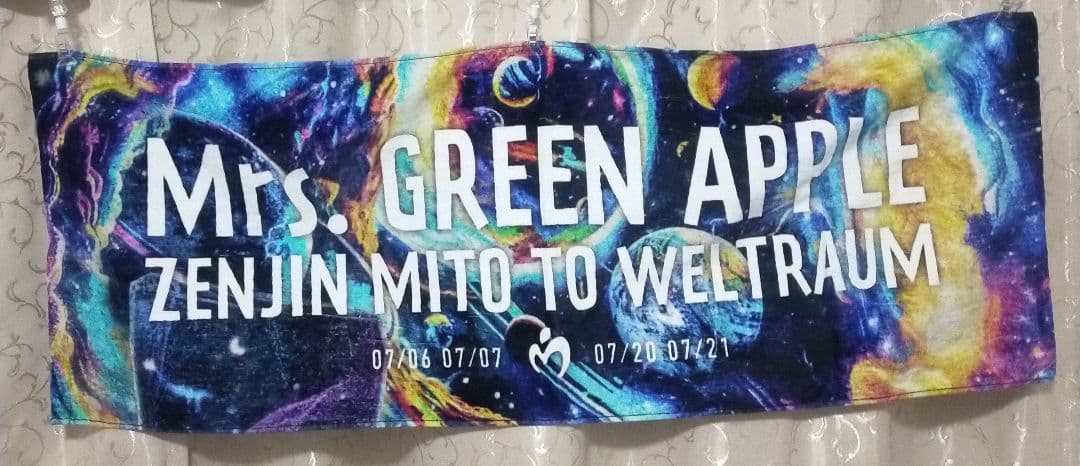 Mrs. GREEN APPLE
ZENJIN MITO TO WELTRAUM
07/06 07/07 07/20 07/21